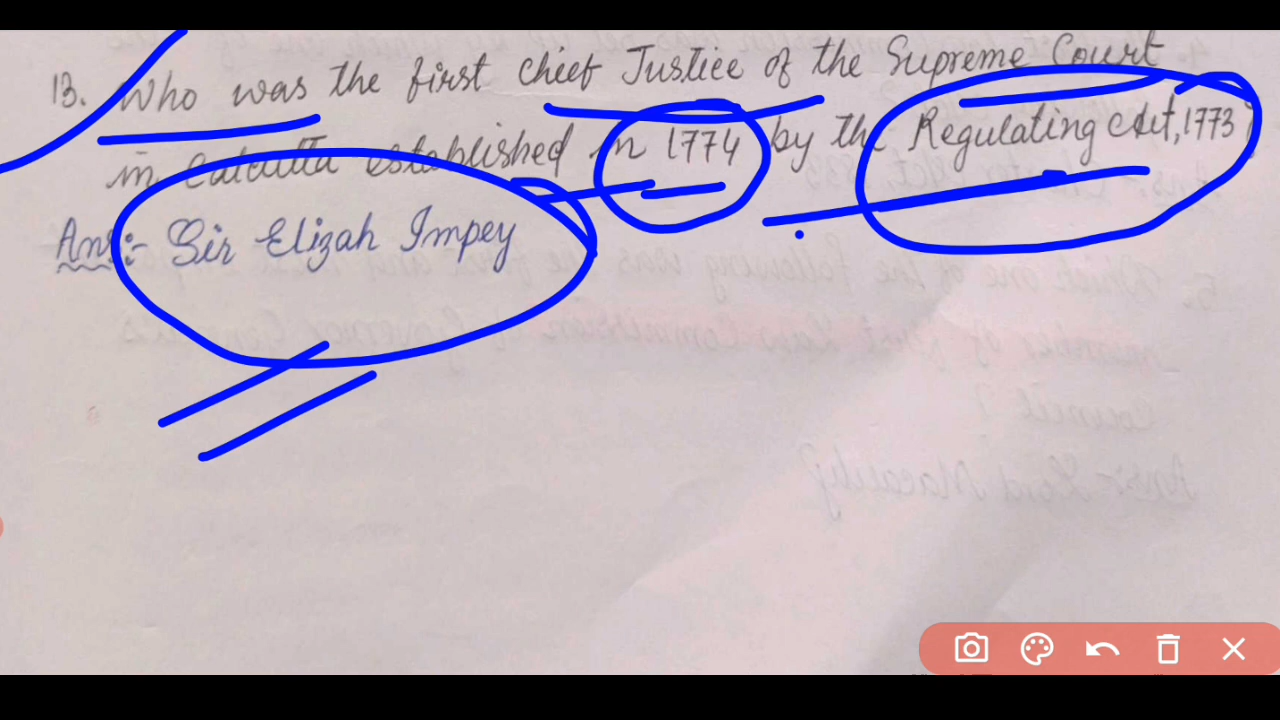 13. Who was the first chief Justice of the Supreme Court
in Calcutta established in 1774 by the Regulating Act, 1773?
Ans:- Sir Elizah Impey